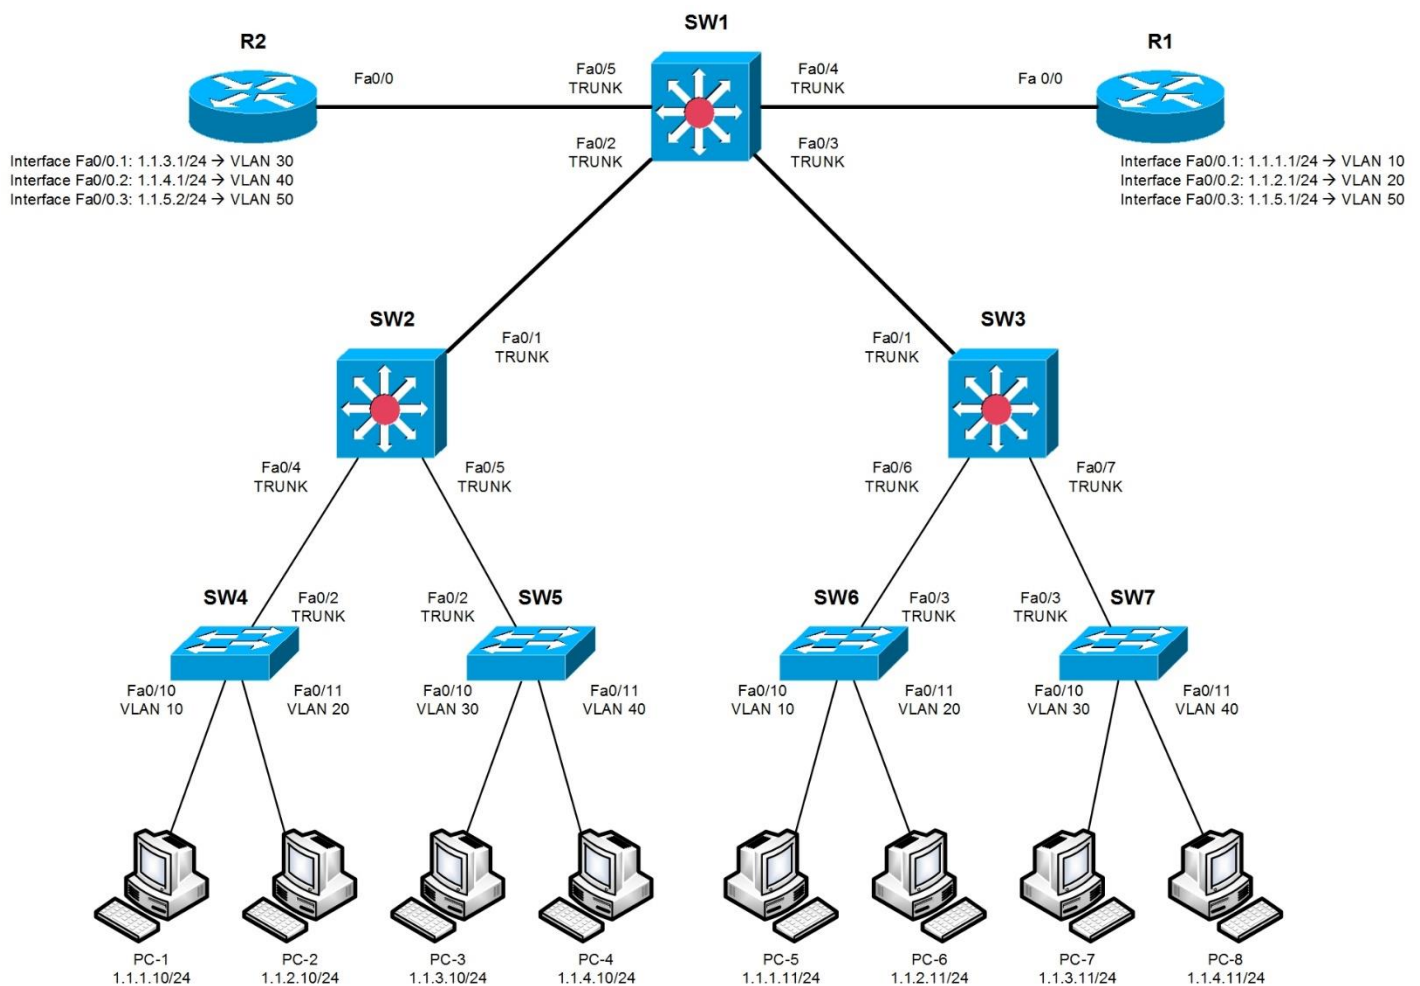 SW1
R2
R1
Fa0/0
Fa0/5
TRUNK
Fa0/4
TRUNK
Fa 0/0
Fa0/2
TRUNK
Fa0/3
TRUNK
Interface Fa0/0.1: 1.1.3.1/24 → VLAN 30
Interface Fa0/0.2: 1.1.4.1/24 → VLAN 40
Interface Fa0/0.3: 1.1.5.2/24 → VLAN 50
Interface Fa0/0.1: 1.1.1.1/24 → VLAN 10
Interface Fa0/0.2: 1.1.2.1/24 → VLAN 20
Interface Fa0/0.3: 1.1.5.1/24 → VLAN 50
SW2
Fa0/1
TRUNK
Fa0/1
TRUNK
SW3
Fa0/4
TRUNK
Fa0/5
TRUNK
Fa0/6
TRUNK
Fa0/7
TRUNK
SW4
Fa0/2
TRUNK
Fa0/2
TRUNK
SW5
SW6
Fa0/3
TRUNK
Fa0/3
TRUNK
SW7
Fa0/10
VLAN 10
Fa0/11
VLAN 20
Fa0/10
VLAN 30
Fa0/11
VLAN 40
Fa0/10
VLAN 10
Fa0/11
VLAN 20
Fa0/10
VLAN 30
Fa0/11
VLAN 40
PC-1
1.1.1.10/24
PC-2
1.1.2.10/24
PC-3
1.1.3.10/24
PC-4
1.1.4.10/24
PC-5
1.1.1.11/24
PC-6
1.1.2.11/24
PC-7
1.1.3.11/24
PC-8
1.1.4.11/24